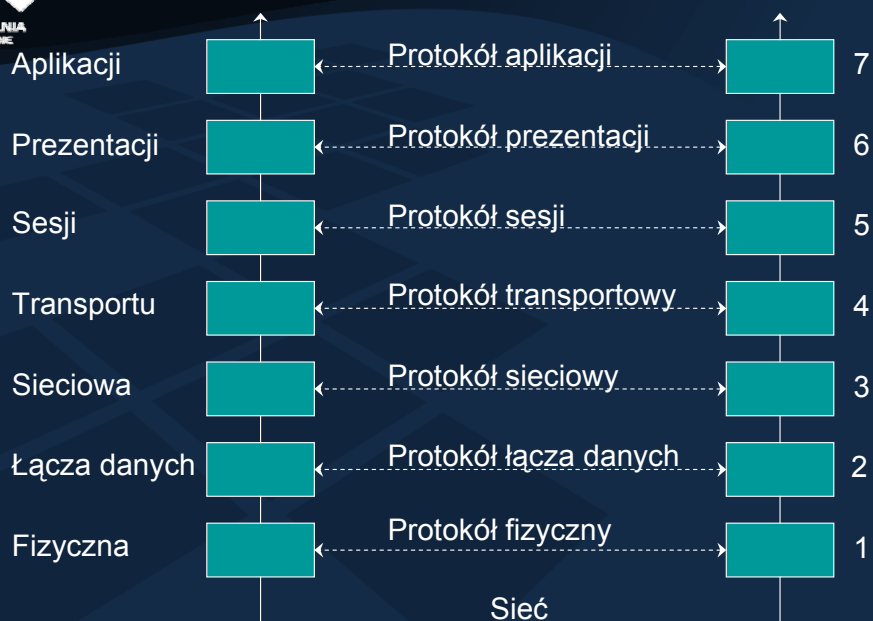 Aplikacji Protokół aplikacji 7
Prezentacji Protokół prezentacji 6
Sesji Protokół sesji 5
Transportu Protokół transportowy 4
Sieciowa Protokół sieciowy 3
Łącza danych Protokół łącza danych 2
Fizyczna Protokół fizyczny 1
Sieć